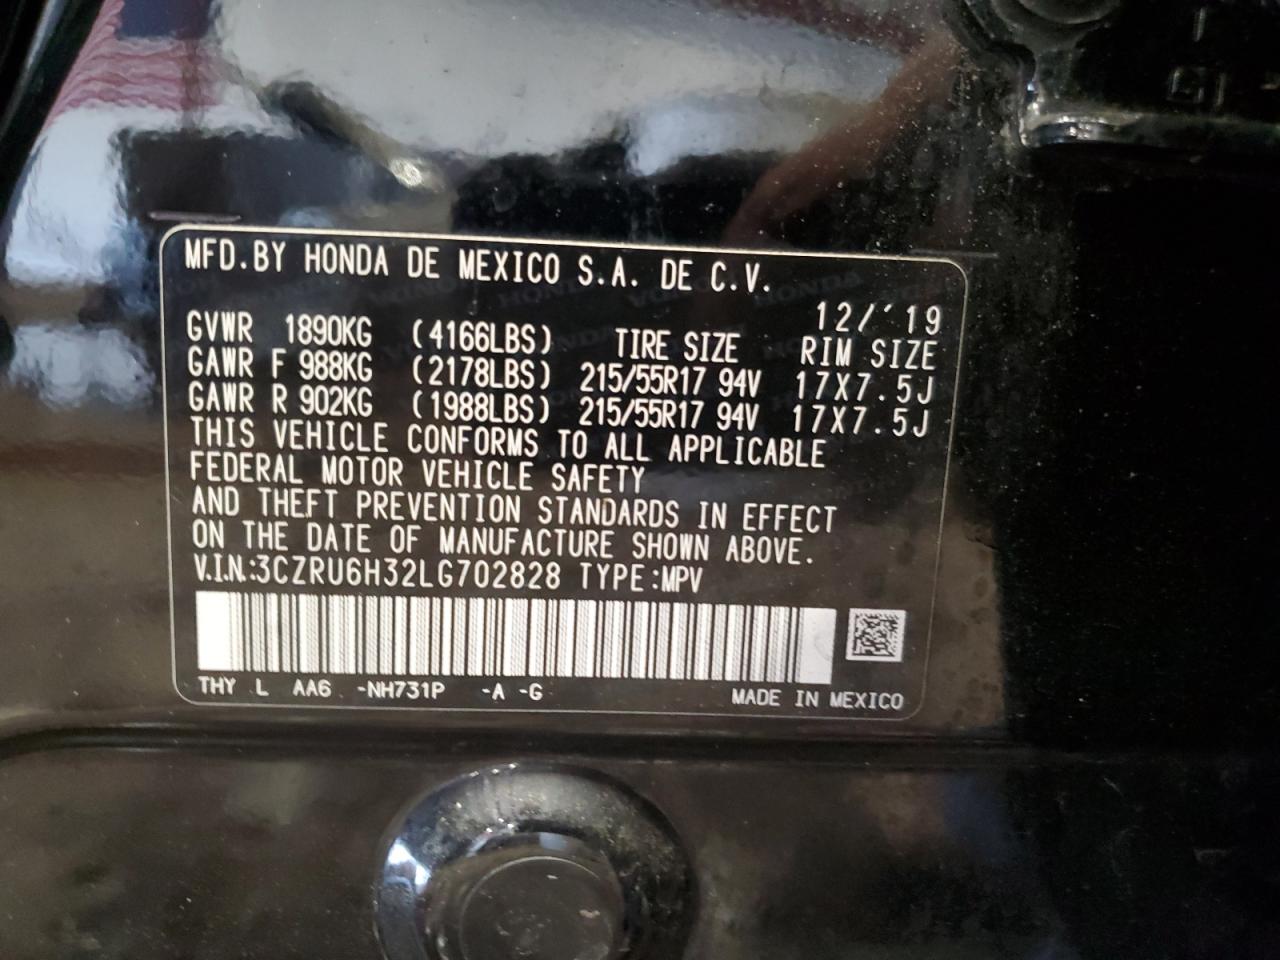 MFD.BY HONDA DE MEXICO S.A. DE C.V.
12/'19
GVWR 1890KG (4166LBS) TIRE SIZE RIM SIZE
GAWR F 988KG (2178LBS) 215/55R17 94V 17X7.5J
GAWR R 902KG (1988LBS) 215/55R17 94V 17X7.5J
THIS VEHICLE CONFORMS TO ALL APPLICABLE
FEDERAL MOTOR VEHICLE SAFETY
AND THEFT PREVENTION STANDARDS IN EFFECT
ON THE DATE OF MANUFACTURE SHOWN ABOVE.
V.I.N.:3CZRU6H32LG702828 TYPE:MPV
THY L AA6 -NH731P -A -G MADE IN MEXICO